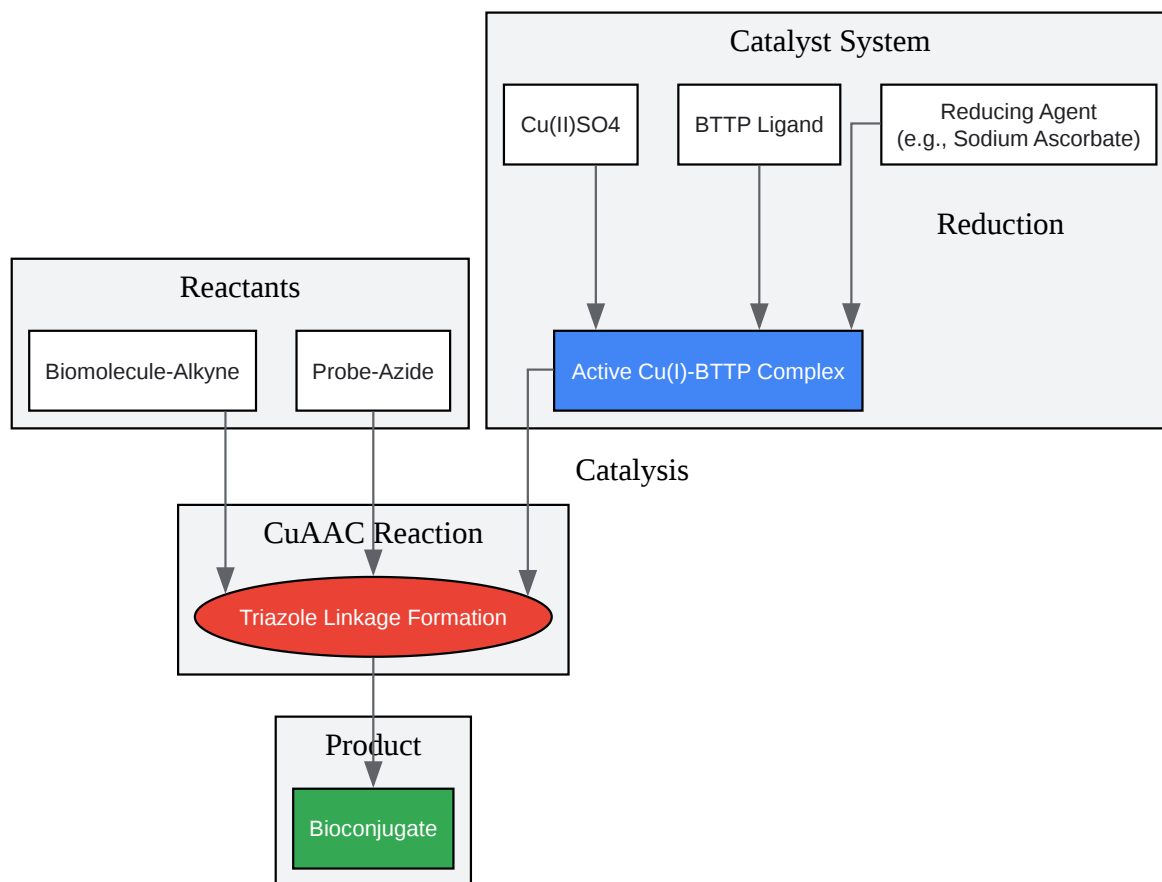 Catalyst System
Cu(II)SO4
BTTP Ligand
Reducing Agent
(e.g., Sodium Ascorbate)
Reduction
Reactants
Biomolecule-Alkyne
Probe-Azide
Active Cu(I)-BTTP Complex
Catalysis
CuAAC Reaction
Triazole Linkage Formation
Product
Bioconjugate